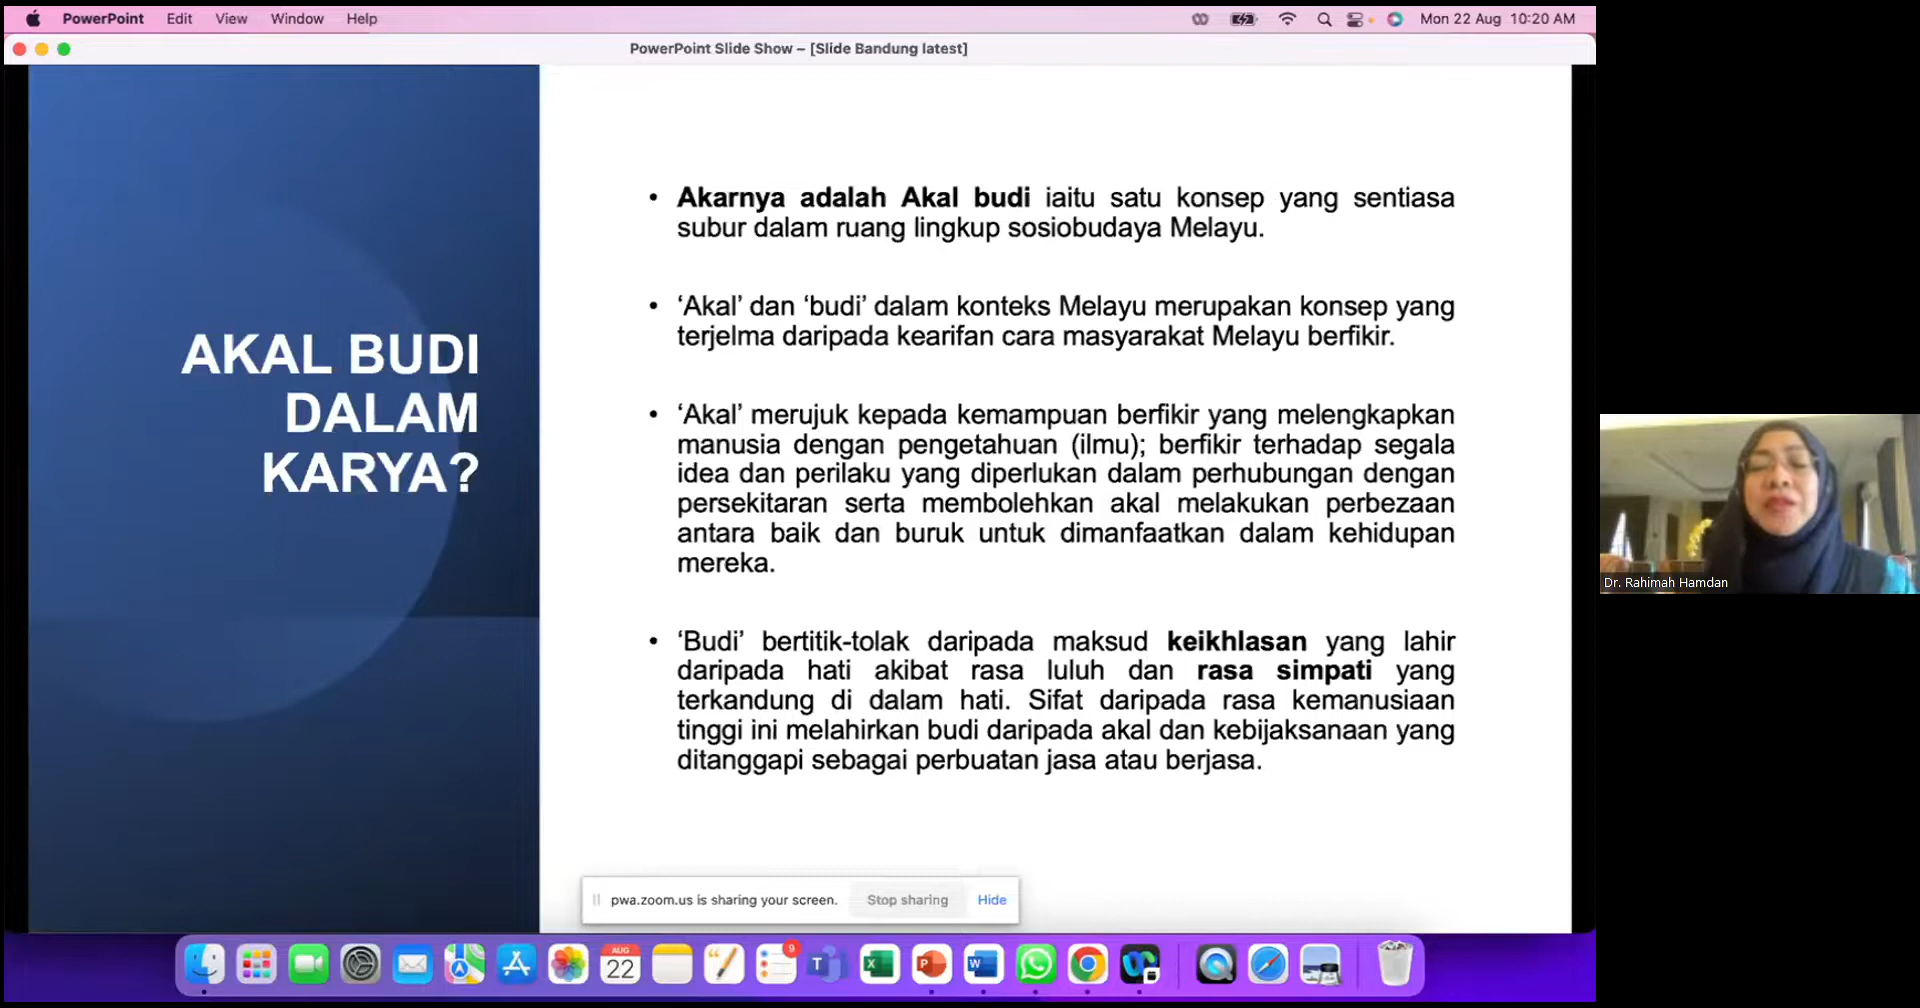 PowerPoint Edit View Window Help
Mon 22 Aug 10:20 AM
PowerPoint Slide Show – [Slide Bandung latest]
AKAL BUDI
DALAM
KARYA?
• Akarnya adalah Akal budi iaitu satu konsep yang sentiasa
subur dalam ruang lingkup sosiobudaya Melayu.
• ‘Akal’ dan ‘budi’ dalam konteks Melayu merupakan konsep yang
terjelma daripada kearifan cara masyarakat Melayu berfikir.
• ‘Akal’ merujuk kepada kemampuan berfikir yang melengkapkan
manusia dengan pengetahuan (ilmu); berfikir terhadap segala
idea dan perilaku yang diperlukan dalam perhubungan dengan
persekitaran serta membolehkan akal melakukan perbezaan
antara baik dan buruk untuk dimanfaatkan dalam kehidupan
mereka.
• ‘Budi’ bertitik-tolak daripada maksud keikhlasan yang lahir
daripada hati akibat rasa luluh dan rasa simpati yang
terkandung di dalam hati. Sifat daripada rasa kemanusiaan
tinggi ini melahirkan budi daripada akal dan kebijaksanaan yang
ditanggapi sebagai perbuatan jasa atau berjasa.
Dr. Rahimah Hamdan
pwa.zoom.us is sharing your screen. Stop sharing Hide
AUG
22
9
T
X
P
W